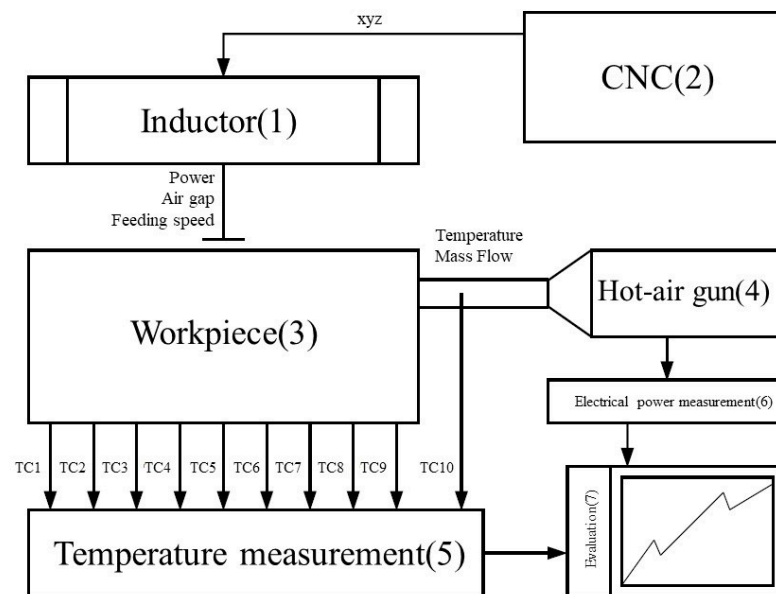 xyz
CNC(2)
Inductor(1)
Power
Air gap
Feeding speed
Temperature
Mass Flow
Hot-air gun(4)
Workpiece(3)
Electrical power measurement(6)
TC1
TC2
TC3
TC4
TC5
TC6
TC7
TC8
TC9
TC10
Temperature measurement(5)
Evaluation(7)